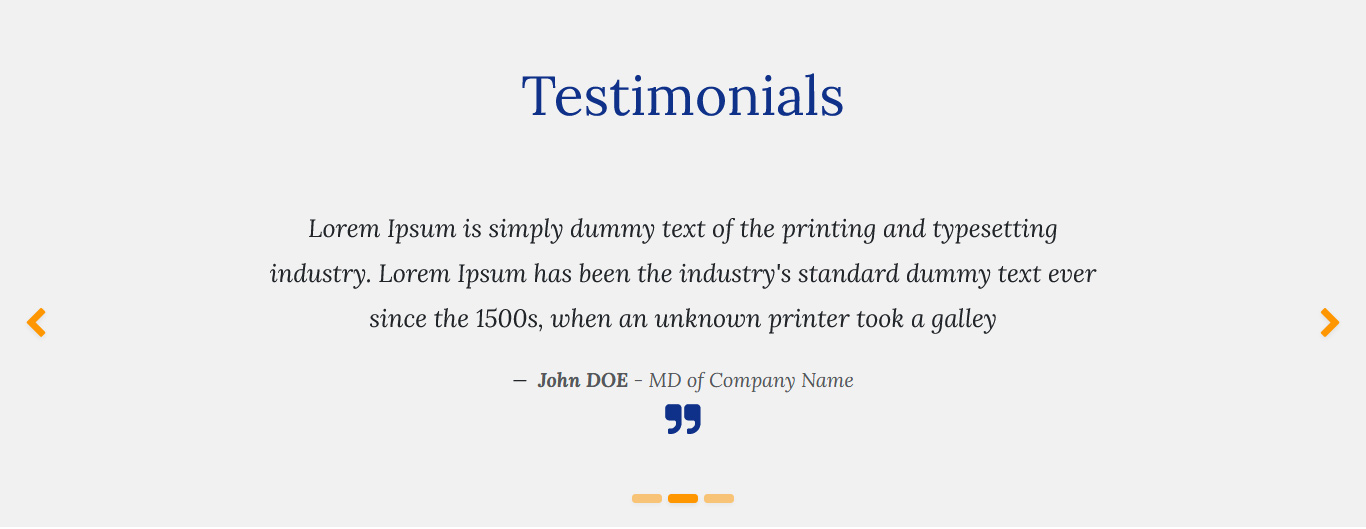 Testimonials
Lorem Ipsum is simply dummy text of the printing and typesetting
industry. Lorem Ipsum has been the industry's standard dummy text ever
since the 1500s, when an unknown printer took a galley
— John DOE - MD of Company Name
”